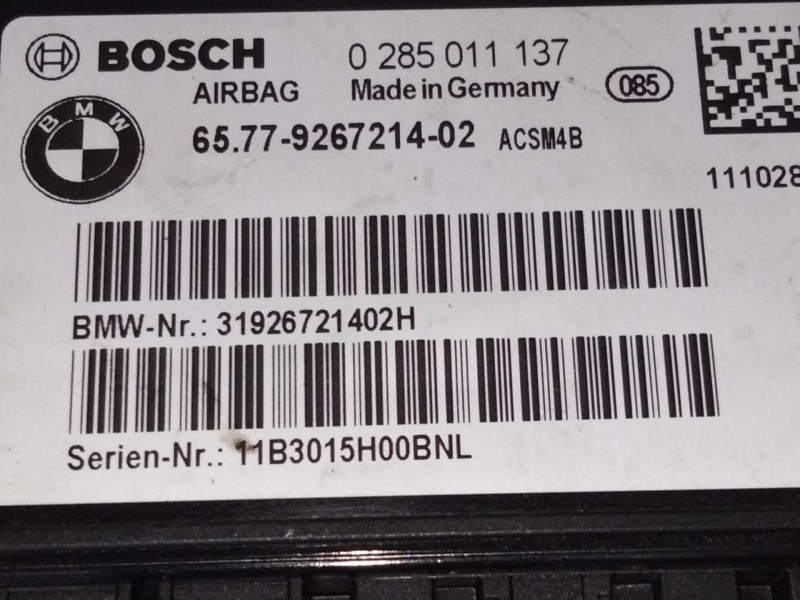 BOSCH 0 285 011 137
AIRBAG Made in Germany 085
BMW 65.77-9267214-02 ACSM4B
111028
BMW-Nr.: 31926721402H
Serien-Nr.: 11B3015H00BNL